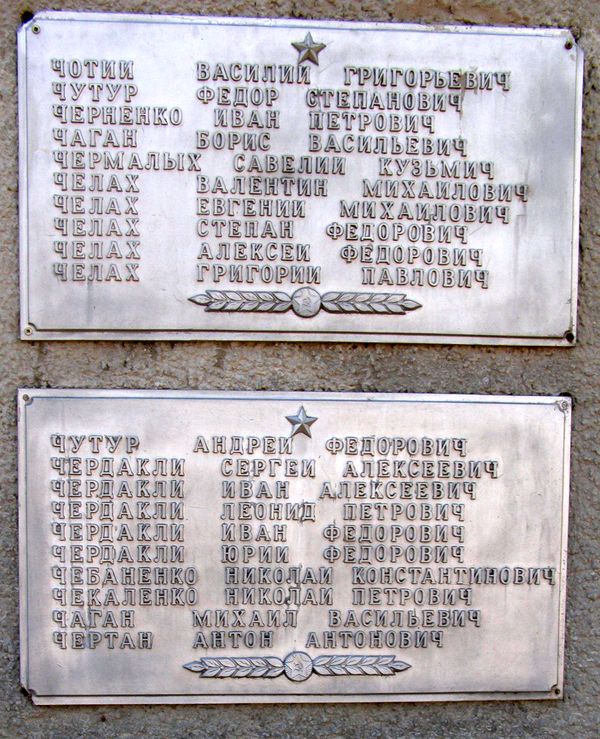 ЧОТИИ ВАСИЛИИ ГРИГОРЬЕВИЧ
ЧУТУР ФЕДОР СТЕПАНОВИЧ
ЧЕРНЕНКО ИВАН ПЕТРОВИЧ
ЧАГАН БОРИС ВАСИЛЬЕВИЧ
ЧЕРМАЛЫХ САВЕЛИИ КУЗЬМИЧ
ЧЕЛАХ ВАЛЕНТИН МИХАИЛОВИЧ
ЧЕЛАХ ЕВГЕНИИ МИХАИЛОВИЧ
ЧЕЛАХ СТЕПАН ФЕДОРОВИЧ
ЧЕЛАХ АЛЕКСЕИ ФЕДОРОВИЧ
ЧЕЛАХ ГРИГОРИИ ПАВЛОВИЧ
ЧУТУР АНДРЕИ ФЕДОРОВИЧ
ЧЕРДАКЛИ СЕРГЕИ АЛЕКСЕЕВИЧ
ЧЕРДАКЛИ ИВАН АЛЕКСЕЕВИЧ
ЧЕРДАКЛИ ЛЕОНИД ПЕТРОВИЧ
ЧЕРДАКЛИ ИВАН ФЕДОРОВИЧ
ЧЕРДАКЛИ ЮРИИ ФЕДОРОВИЧ
ЧЕБАНЕНКО НИКОЛАИ КОНСТАНТИНОВИЧ
ЧЕКАЛЕНКО НИКОЛАИ ПЕТРОВИЧ
ЧАГАН МИХАИЛ ВАСИЛЬЕВИЧ
ЧЕРТАН АНТОН АНТОНОВИЧ